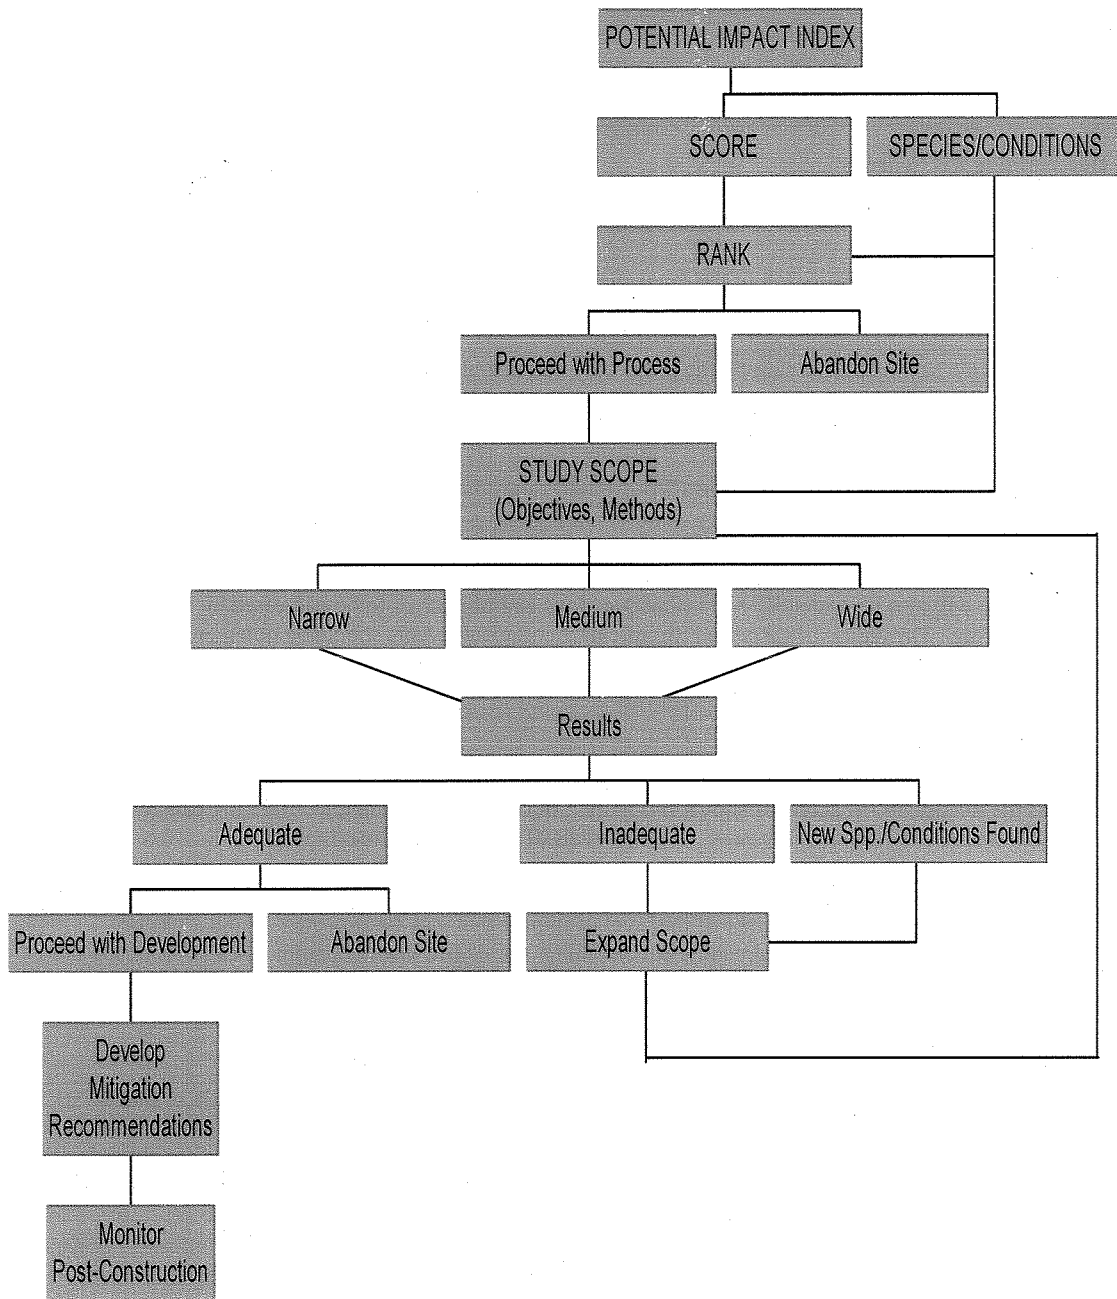 POTENTIAL IMPACT INDEX
SCORE
SPECIES/CONDITIONS
RANK
Proceed with Process
Abandon Site
STUDY SCOPE
(Objectives, Methods)
Narrow
Medium
Wide
Results
Adequate
Inadequate
New Spp./Conditions Found
Proceed with Development
Abandon Site
Expand Scope
Develop
Mitigation
Recommendations
Monitor
Post-Construction